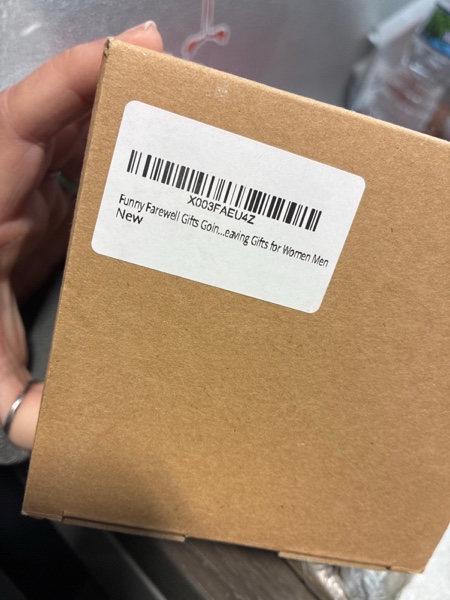 X003FAEU4Z
Funny Farewell Gifts Goin...eaving Gifts for Women Men
New